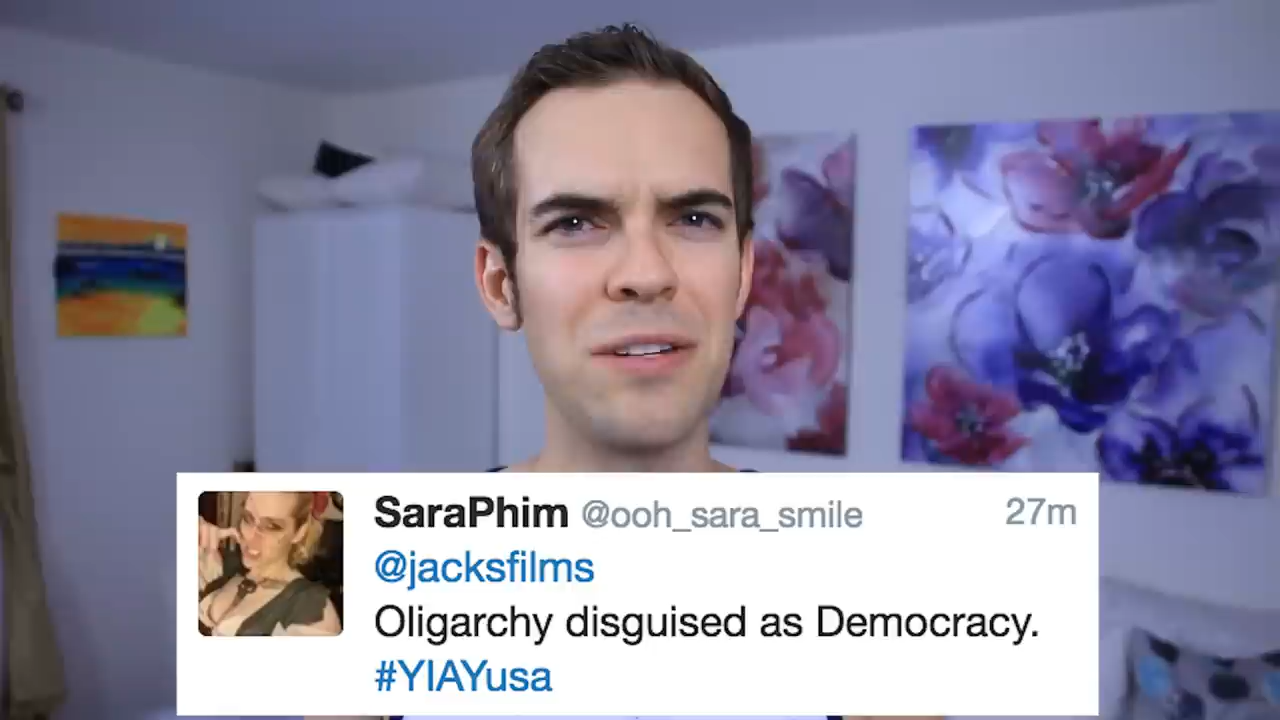 SaraPhim @ooh_sara_smile 27m
@jacksfilms
Oligarchy disguised as Democracy.
#YIAYusa